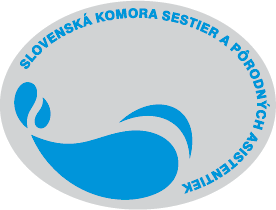 SLOVENSKÁ KOMORA SESTIER A PÔRODNÝCH ASISTENTIEK